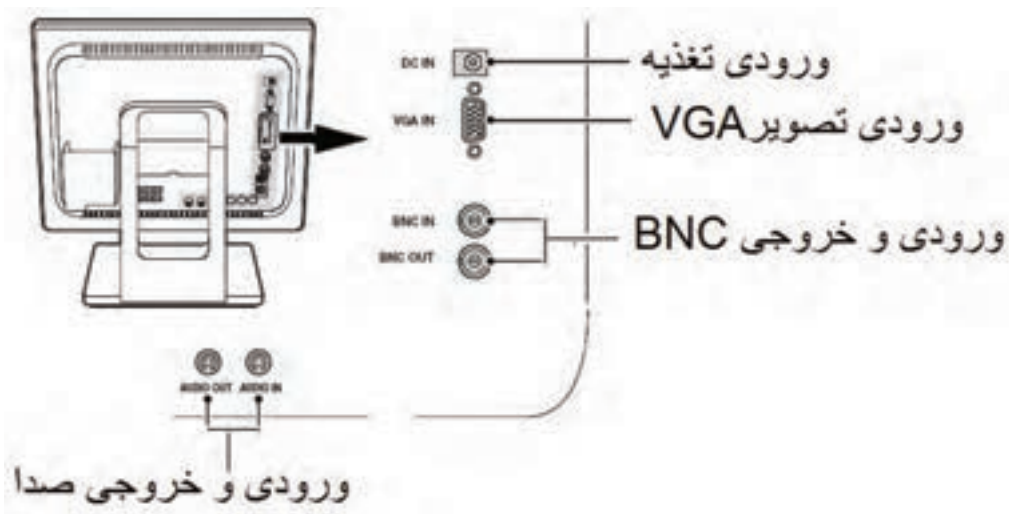 DC IN
ورودی تغذیه
VGA IN
ورودی تصویر VGA
BNC IN
BNC OUT
ورودی و خروجی BNC
AUDIO OUT AUDIO IN
ورودی و خروجی صدا